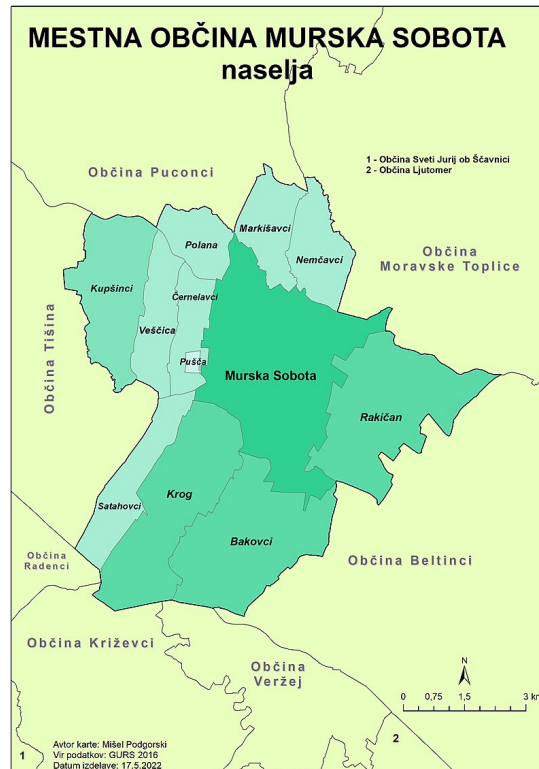 MESTNA OBČINA MURSKA SOBOTA
naselja
1 - Občina Sveti Jurij ob Ščavnici
2 - Občina Ljutomer
Občina Puconci
Markišavci
Polana
Nemčavci
Občina
Moravske Toplice
Kupšinci
Černelavci
Veščica
Občina Tišina
Pušča
Murska Sobota
Rakičan
Satahovci
Krog
Bakovci
Občina
Radenci
Občina Beltinci
Občina Križevci
Občina
Veržej
N
0 0,75 1,5 3 km
2
1
Avtor karte: Mišel Podgorski
Vir podatkov: GURS 2016
Datum izdelave: 17.5.2022